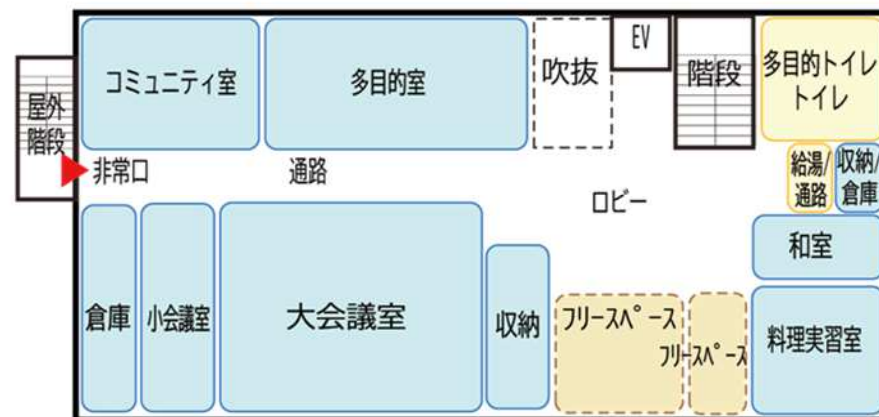 コミュニティ室
多目的室
吹抜
EV
階段
多目的トイレ
トイレ
屋外
階段
非常口
通路
ロビー
給湯/
通路
収納/
倉庫
和室
倉庫
小会議室
大会議室
収納
フリースペース
フリースペース
料理実習室